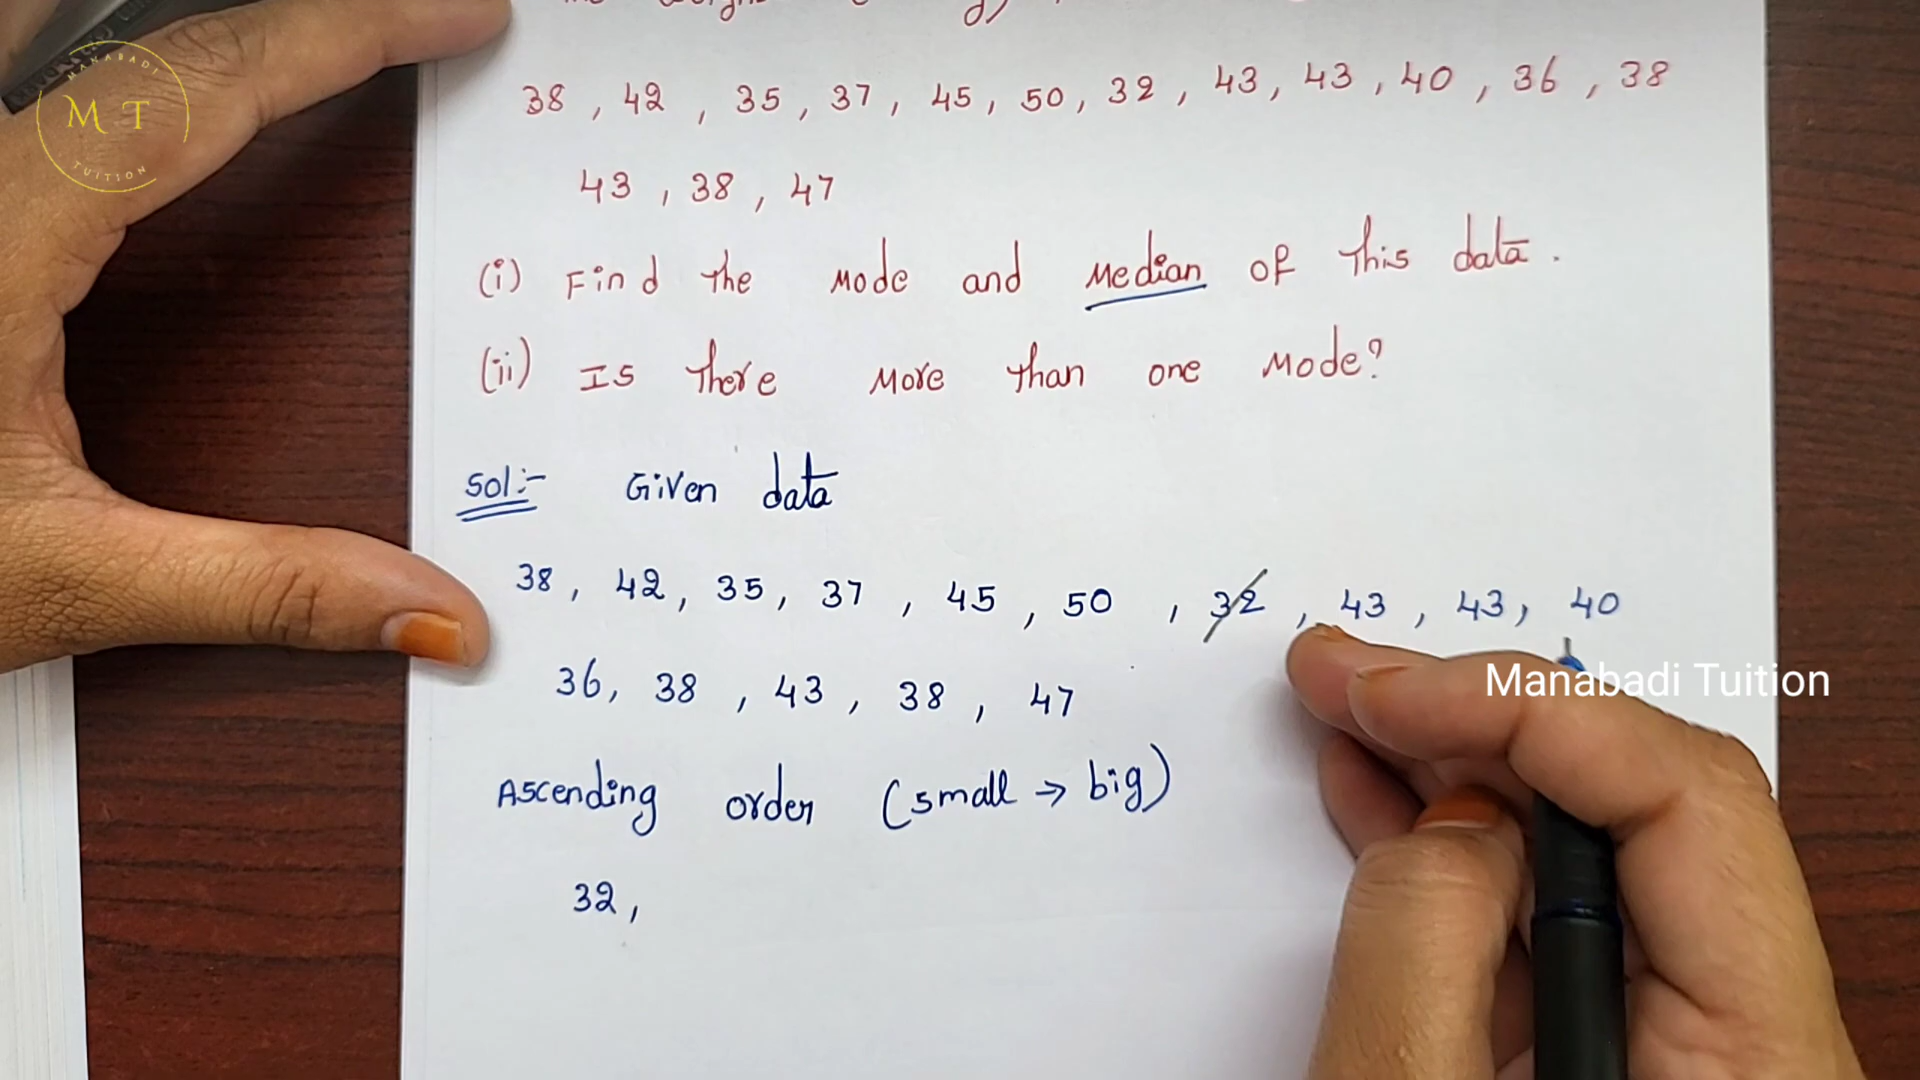 MANABADI
M T
TUITION
38 , 42 , 35 , 37 , 45 , 50 , 32 , 43 , 43 , 40 , 36 , 38
43 , 38 , 47
(i) Find the Mode and Median of this data .
(ii) Is there More than one Mode?
Sol:- Given data
38 , 42 , 35 , 37 , 45 , 50 , 32 , 43 , 43 , 40
36 , 38 , 43 , 38 , 47
Manabadi Tuition
Ascending order (small → big)
32 ,